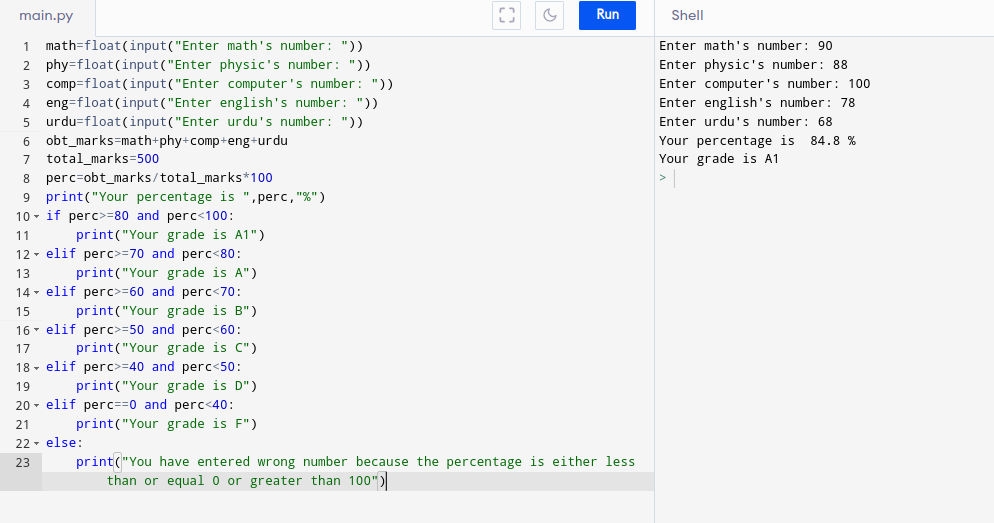 main.py
Run
Shell
1 math=float(input("Enter math's number: "))
2 phy=float(input("Enter physic's number: "))
3 comp=float(input("Enter computer's number: "))
4 eng=float(input("Enter english's number: "))
5 urdu=float(input("Enter urdu's number: "))
6 obt_marks=math+phy+comp+eng+urdu
7 total_marks=500
8 perc=obt_marks/total_marks*100
9 print("Your percentage is ",perc,"%")
10 if perc>=80 and perc<100:
11     print("Your grade is A1")
12 elif perc>=70 and perc<80:
13     print("Your grade is A")
14 elif perc>=60 and perc<70:
15     print("Your grade is B")
16 elif perc>=50 and perc<60:
17     print("Your grade is C")
18 elif perc>=40 and perc<50:
19     print("Your grade is D")
20 elif perc==0 and perc<40:
21     print("Your grade is F")
22 else:
23     print("You have entered wrong number because the percentage is either less
than or equal 0 or greater than 100")
Enter math's number: 90
Enter physic's number: 88
Enter computer's number: 100
Enter english's number: 78
Enter urdu's number: 68
Your percentage is  84.8 %
Your grade is A1
>